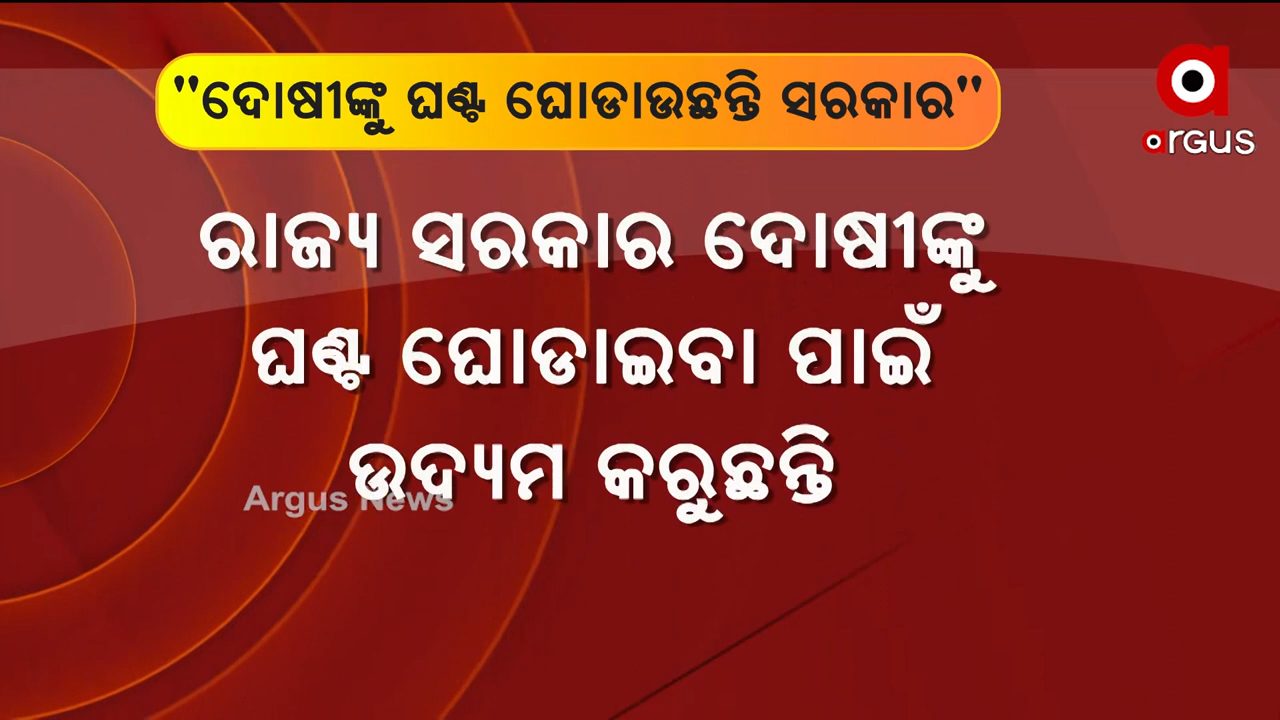 "ଦୋଷୀଙ୍କୁ ଘଣ୍ଟ ଘୋଡାଉଛନ୍ତି ସରକାର"
argus
ରାଜ୍ୟ ସରକାର ଦୋଷୀଙ୍କୁ
ଘଣ୍ଟ ଘୋଡାଇବା ପାଇଁ
ଉଦ୍ୟମ କରୁଛନ୍ତି
Argus News